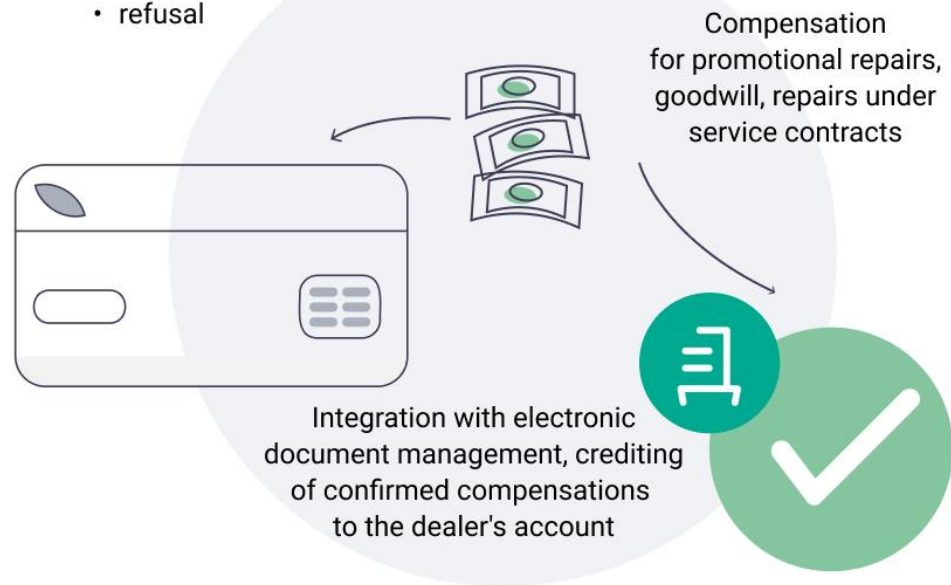 • refusal
Compensation
for promotional repairs,
goodwill, repairs under
service contracts
Integration with electronic
document management, crediting
of confirmed compensations
to the dealer's account